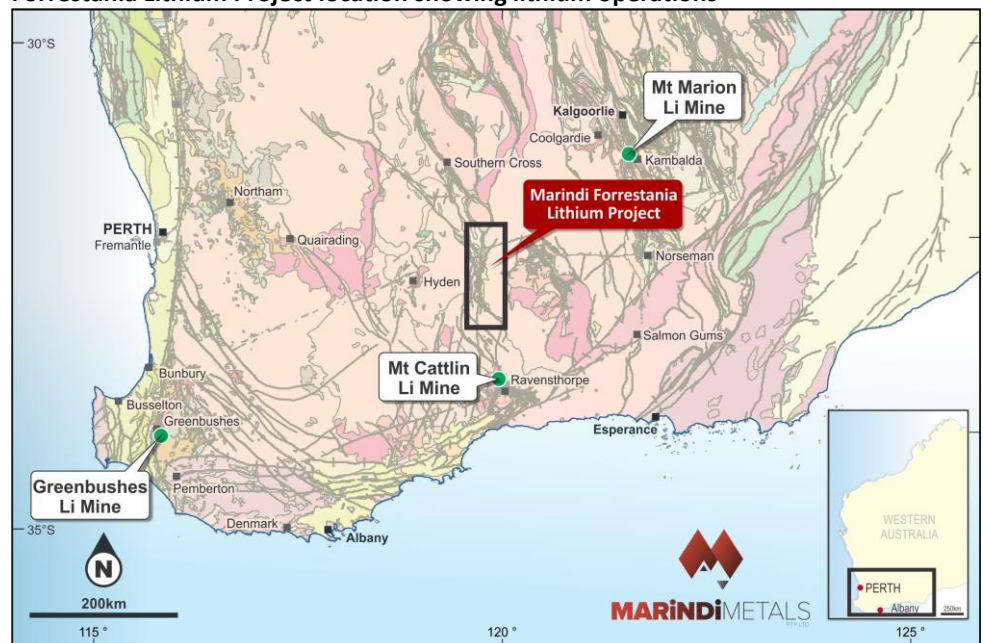 Forrestania Lithium Project location showing lithium operations
30°S
Mt Marion
Li Mine
Kalgoorlie
Coolgardie
Kambalda
Southern Cross
Marindi Forrestania
Lithium Project
Northam
PERTH
Fremantle
Quairading
Hyden
Norseman
Salmon Gums
Mt Cattlin
Li Mine
Ravensthorpe
Bunbury
Busselton
Greenbushes
Esperance
Greenbushes
Li Mine
Pemberton
Denmark
Albany
35°S
WESTERN
AUSTRALIA
PERTH
Albany
250km
N
200km
MARiNDiMETALS
PTY LTD
115 °
120 °
125 °